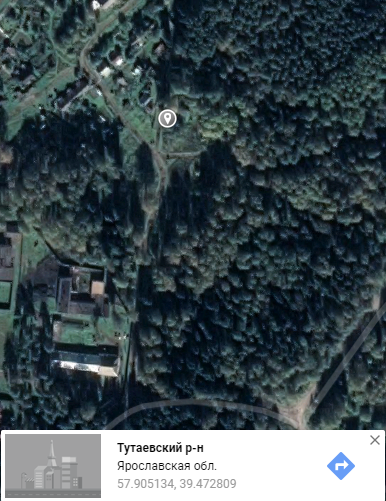 Тутаевский р-н
Ярославская обл.
57.905134, 39.472809